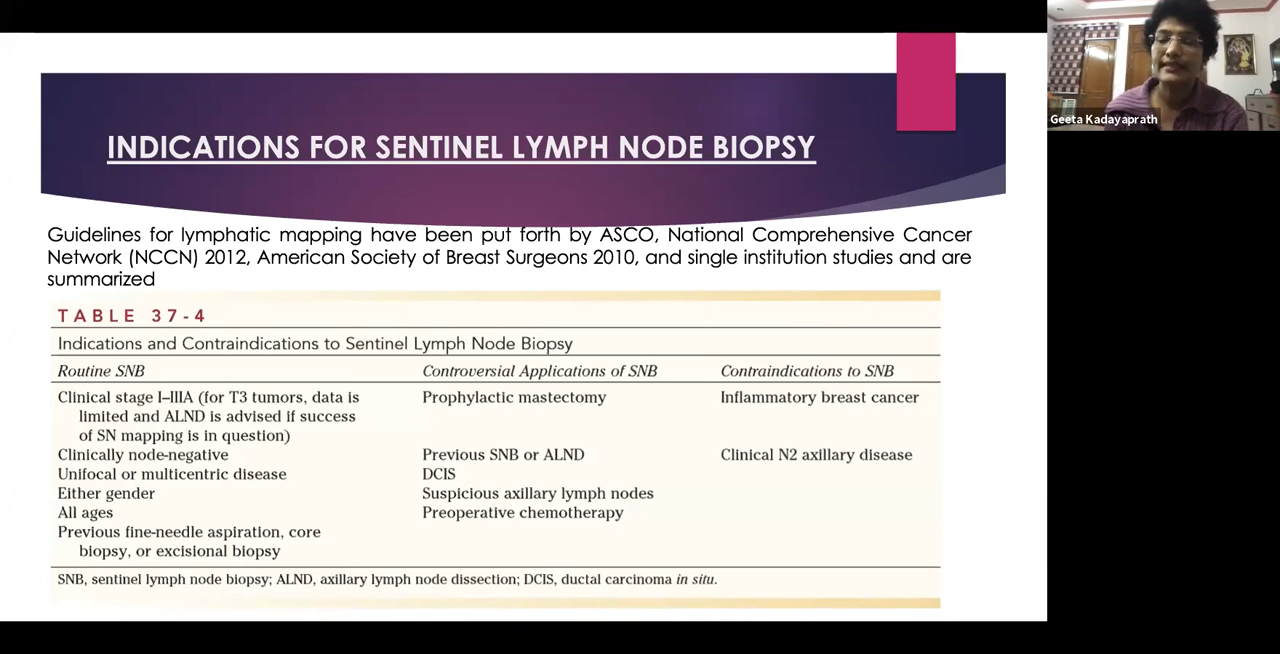 INDICATIONS FOR SENTINEL LYMPH NODE BIOPSY
Geeta Kadayaprath
Guidelines for lymphatic mapping have been put forth by ASCO, National Comprehensive Cancer
Network (NCCN) 2012, American Society of Breast Surgeons 2010, and single institution studies and are
summarized
TABLE 37-4
Indications and Contraindications to Sentinel Lymph Node Biopsy
Routine SNB Controversial Applications of SNB Contraindications to SNB
Clinical stage I–IIIA (for T3 tumors, data is Prophylactic mastectomy Inflammatory breast cancer
limited and ALND is advised if success
of SN mapping is in question)
Clinically node-negative Previous SNB or ALND Clinical N2 axillary disease
Unifocal or multicentric disease DCIS
Either gender Suspicious axillary lymph nodes
All ages Preoperative chemotherapy
Previous fine-needle aspiration, core
biopsy, or excisional biopsy
SNB, sentinel lymph node biopsy; ALND, axillary lymph node dissection; DCIS, ductal carcinoma in situ.